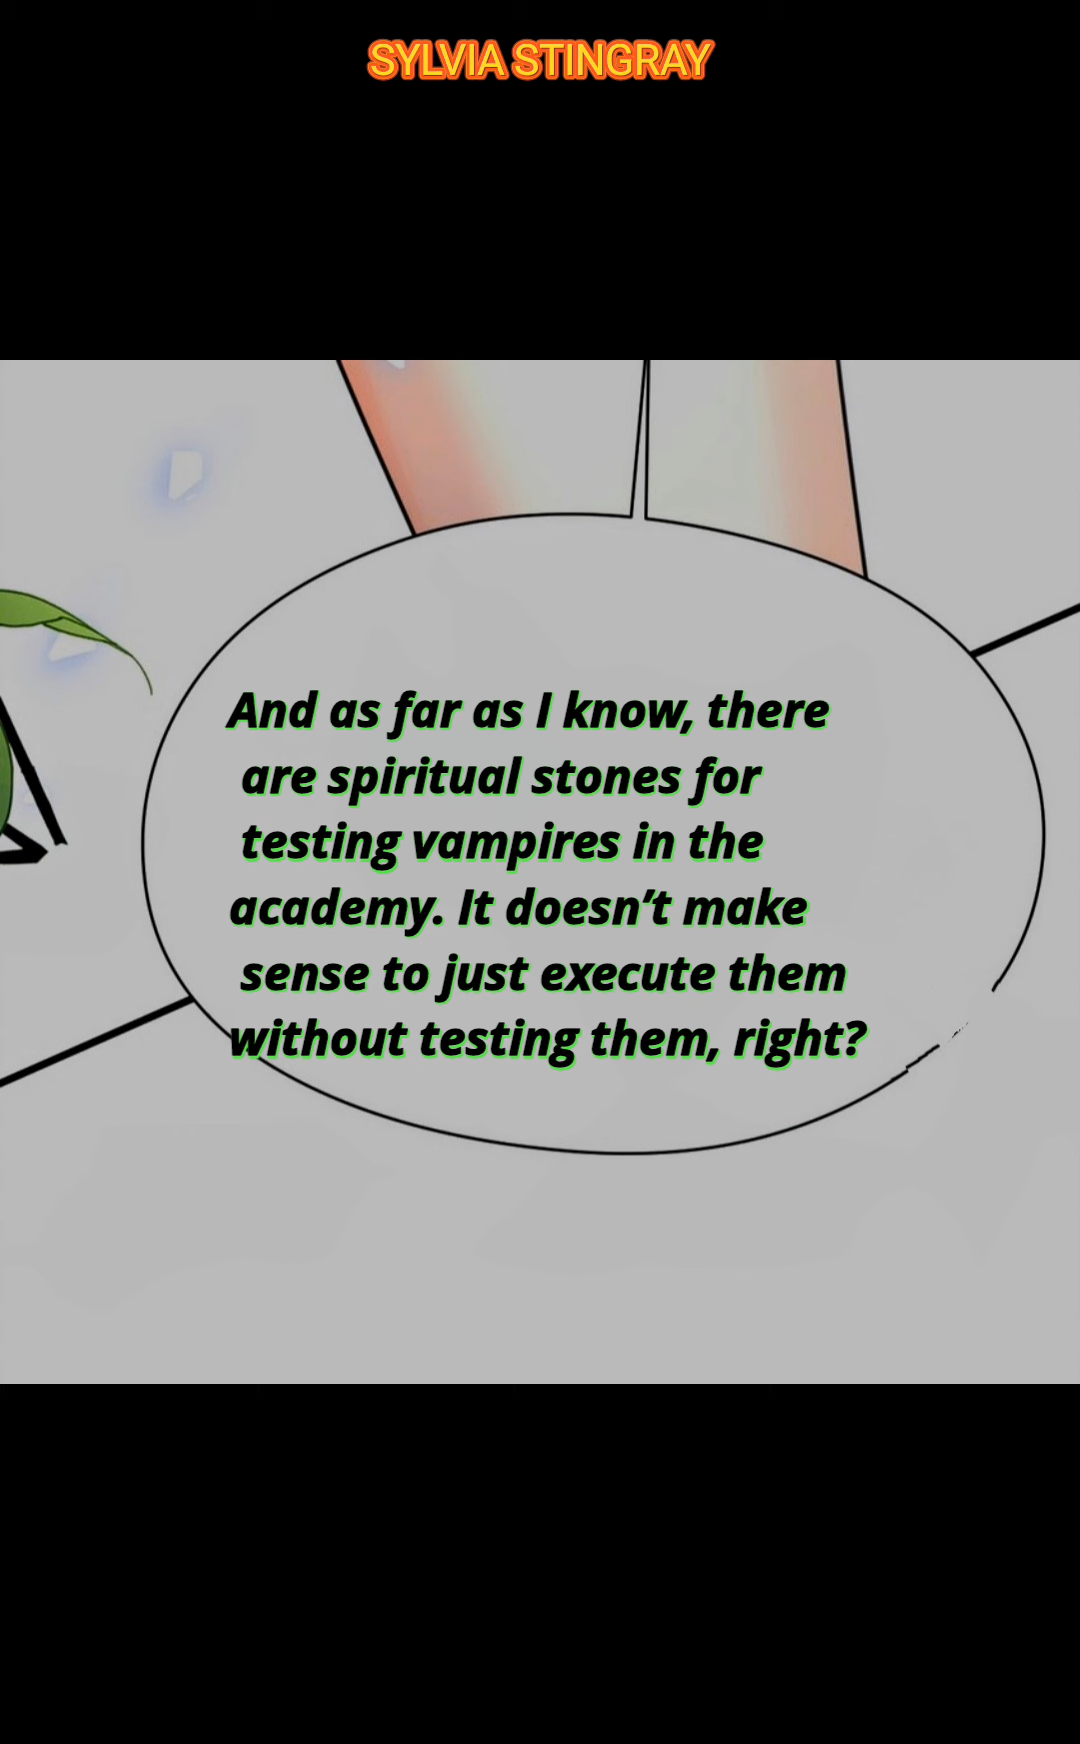 SYLVIA STINGRAY
And as far as I know, there
are spiritual stones for
testing vampires in the
academy. It doesn’t make
sense to just execute them
without testing them, right?